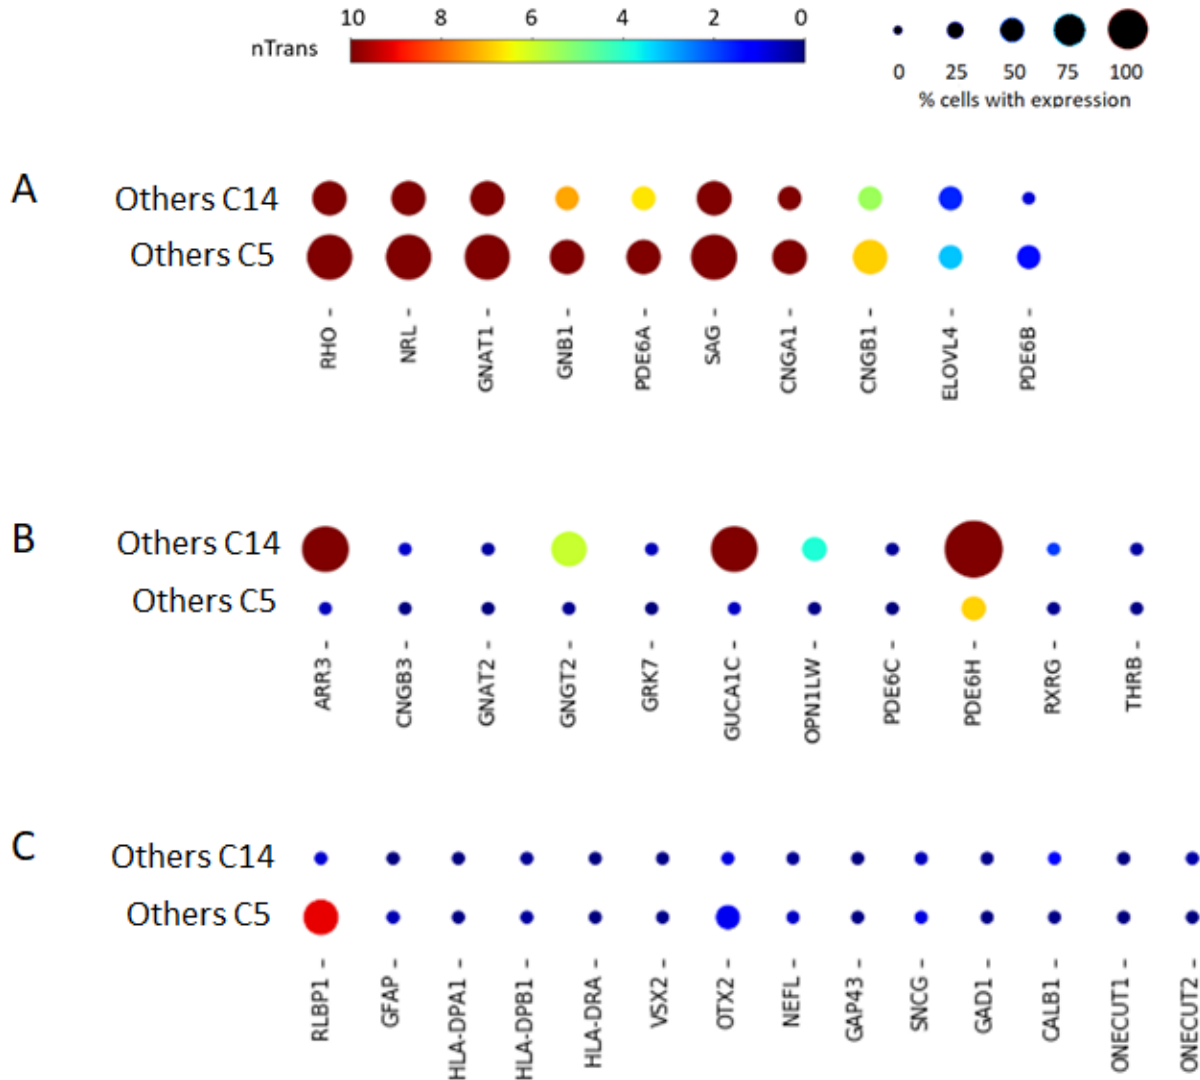 10 8 6 4 2 0
nTrans
0 25 50 75 100
% cells with expression
A
Others C14
Others C5
RHO - NRL - GNAT1 - GNB1 - PDE6A - SAG - CNGA1 - CNGB1 - ELOVL4 - PDE6B -
B
Others C14
Others C5
ARR3 - CNGB3 - GNAT2 - GNGT2 - GRK7 - GUCA1C - OPN1LW - PDE6C - PDE6H - RXRG - THRB -
C
Others C14
Others C5
RLBP1 - GFAP - HLA-DPA1 - HLA-DPB1 - HLA-DRA - VSX2 - OTX2 - NEFL - GAP43 - SNCG - GAD1 - CALB1 - ONECUT1 - ONECUT2 -